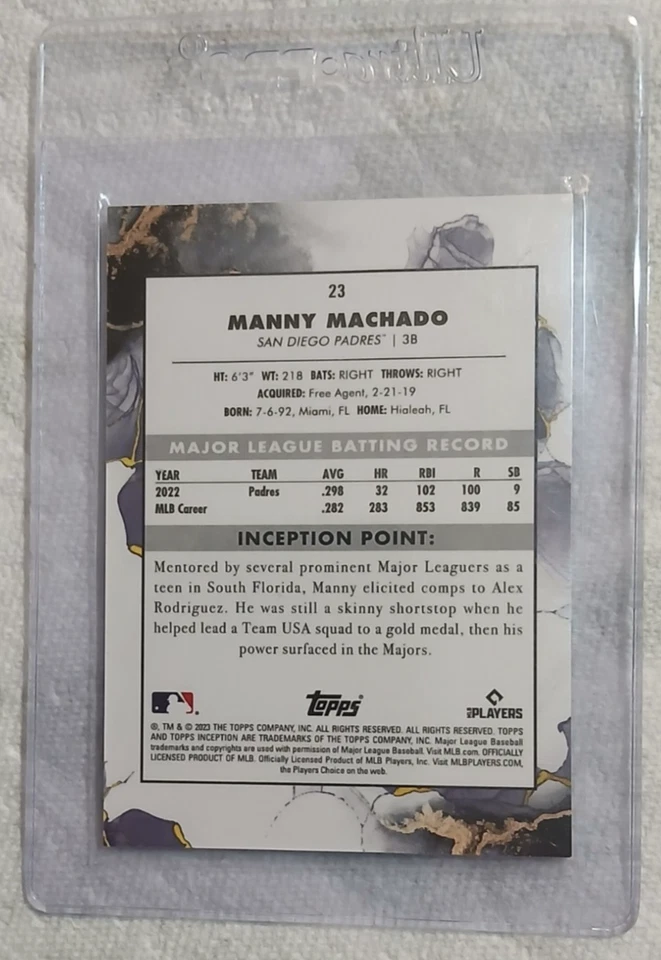 23
MANNY MACHADO
SAN DIEGO PADRES™ | 3B
HT: 6'3" WT: 218 BATS: RIGHT THROWS: RIGHT
ACQUIRED: Free Agent, 2-21-19
BORN: 7-6-92, Miami, FL HOME: Hialeah, FL
MAJOR LEAGUE BATTING RECORD
YEAR TEAM AVG HR RBI R SB
2022 Padres .298 32 102 100 9
MLB Career .282 283 853 839 85
INCEPTION POINT:
Mentored by several prominent Major Leaguers as a
teen in South Florida, Manny elicited comps to Alex
Rodriguez. He was still a skinny shortstop when he
helped lead a Team USA squad to a gold medal, then his
power surfaced in the Majors.
Topps® MLB PLAYERS
®, TM & © 2023 THE TOPPS COMPANY, INC. ALL RIGHTS RESERVED. ALL RIGHTS RESERVED. TOPPS
AND TOPPS INCEPTION ARE TRADEMARKS OF THE TOPPS COMPANY, INC. Major League Baseball
trademarks and copyrights are used with permission of Major League Baseball. Visit MLB.com. OFFICIALLY
LICENSED PRODUCT OF MLB. Officially Licensed Product of MLB Players, Inc. Visit MLBPLAYERS.COM,
the Players Choice on the web.